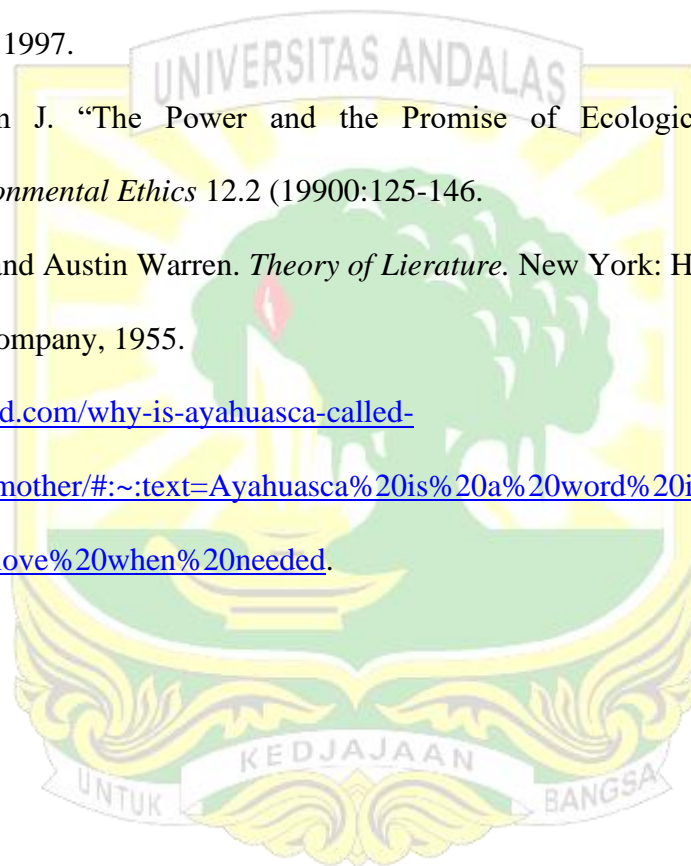 1997.
UNIVERSITAS ANDALAS
n J. “The Power and the Promise of Ecologic
onmental Ethics 12.2 (19900:125-146.
and Austin Warren. Theory of Lierature. New York: H
ompany, 1955.
d.com/why-is-ayahuasca-called-
mother/#:~:text=Ayahuasca%20is%20a%20word%20i
love%20when%20needed.
UNTUK KEDJAJAAN BANGSA